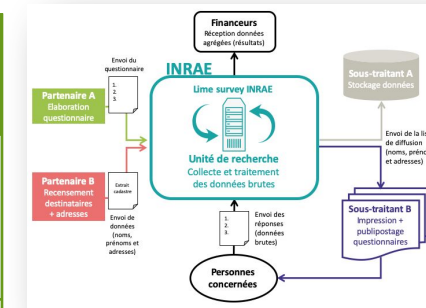 Financeurs
Réception données
agrégées (résultats)
Envoi du
questionnaire
1.
2.
3
INRAE
Lime survey INRAE
Unité de recherche
Collecte et traitement
des données brutes
Partenaire A
Elaboration
questionnaire
Partenaire B
Recensement
destinataires
+ adresses
Extrait
cadastre
Envoi de
données
(noms,
prénoms et
adresses)
1.
2.
3.
Envoi des
réponses
(données
brutes)
Personnes
concernées
Sous-traitant A
Stockage données
Envoi de la
de diffusion
(noms,
et adresses)
Sous-traitant B
Impression +
publipostage
questionnaires